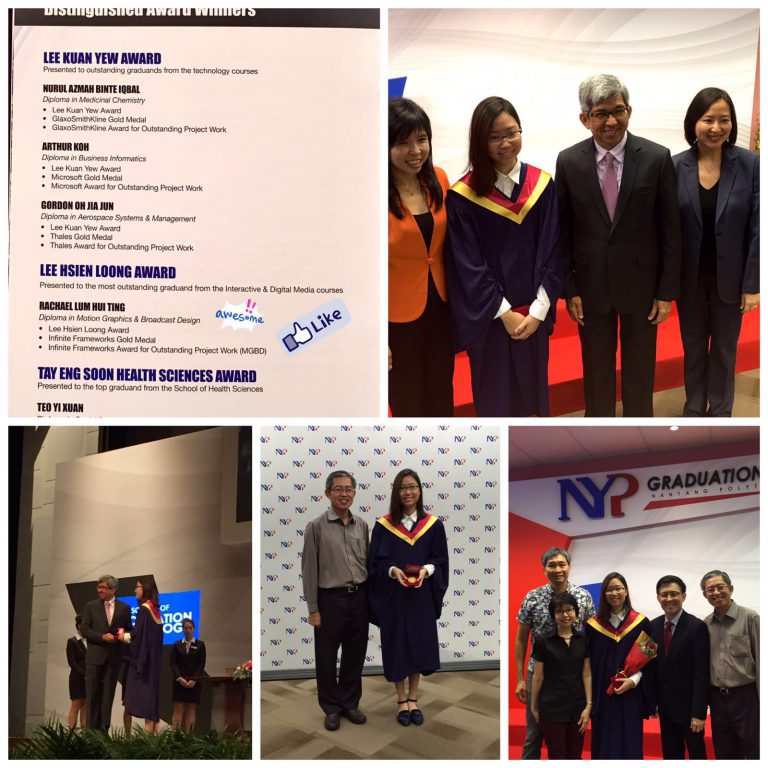 Distinguished Award Winners
LEE KUAN YEW AWARD
Presented to outstanding graduands from the technology courses
NURUL AZMAH BINTE IQBAL
Diploma in Medicinal Chemistry
• Lee Kuan Yew Award
• GlaxoSmithKline Gold Medal
• GlaxoSmithKline Award for Outstanding Project Work
ARTHUR KOH
Diploma in Business Informatics
• Lee Kuan Yew Award
• Microsoft Gold Medal
• Microsoft Award for Outstanding Project Work
GORDON OH JIA JUN
Diploma in Aerospace Systems & Management
• Lee Kuan Yew Award
• Thales Gold Medal
• Thales Award for Outstanding Project Work
LEE HSIEN LOONG AWARD
Presented to the most outstanding graduand from the Interactive & Digital Media courses
RACHAEL LUM HUI TING
Diploma in Motion Graphics & Broadcast Design
• Lee Hsien Loong Award
• Infinite Frameworks Gold Medal
• Infinite Frameworks Award for Outstanding Project Work (MGBD)
awesome!!
Like
TAY ENG SOON HEALTH SCIENCES AWARD
Presented to the top graduand from the School of Health Sciences
TEO YI XUAN
NYP
NYP
GRADUATION
NANYANG POLYT